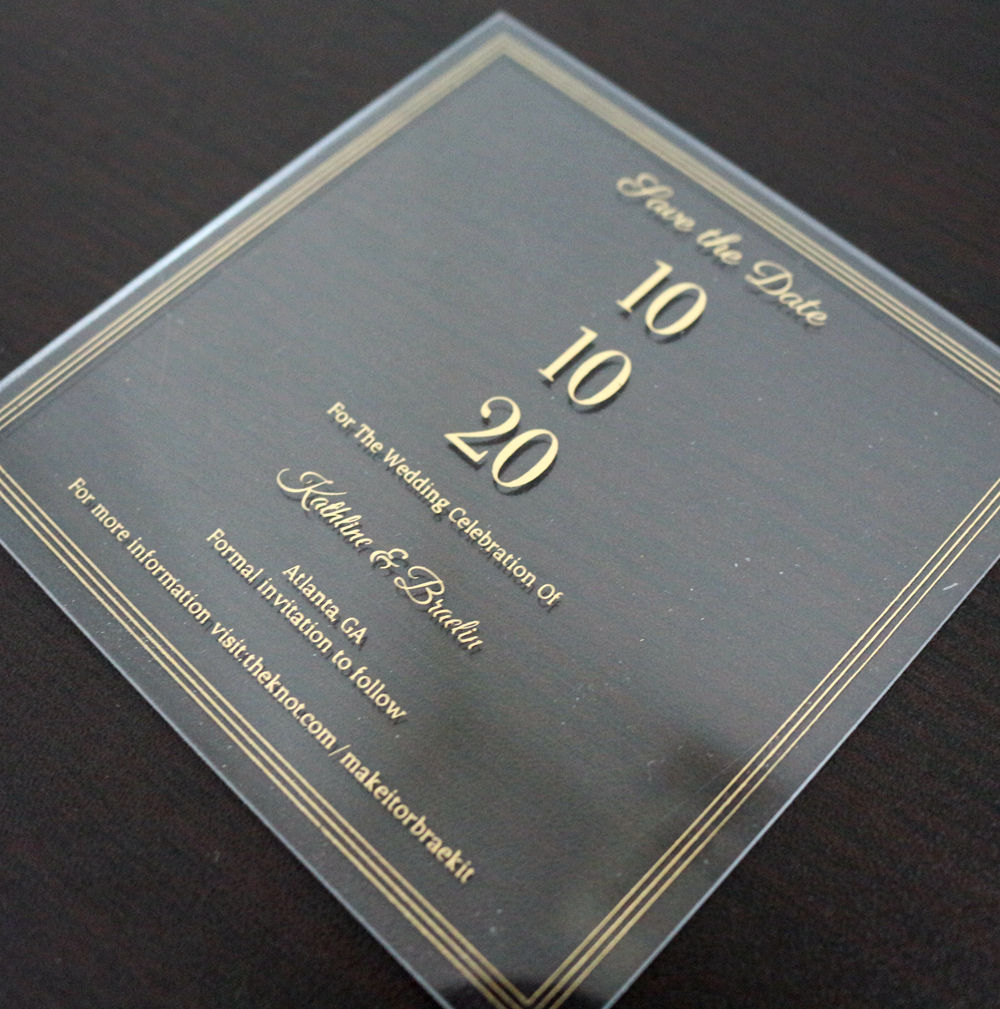 Save the Date
10
10
20
For The Wedding Celebration Of
Kathline & Braelin
Atlanta, GA
Formal invitation to follow
For more information visit:theknot.com/makeitorbraekit